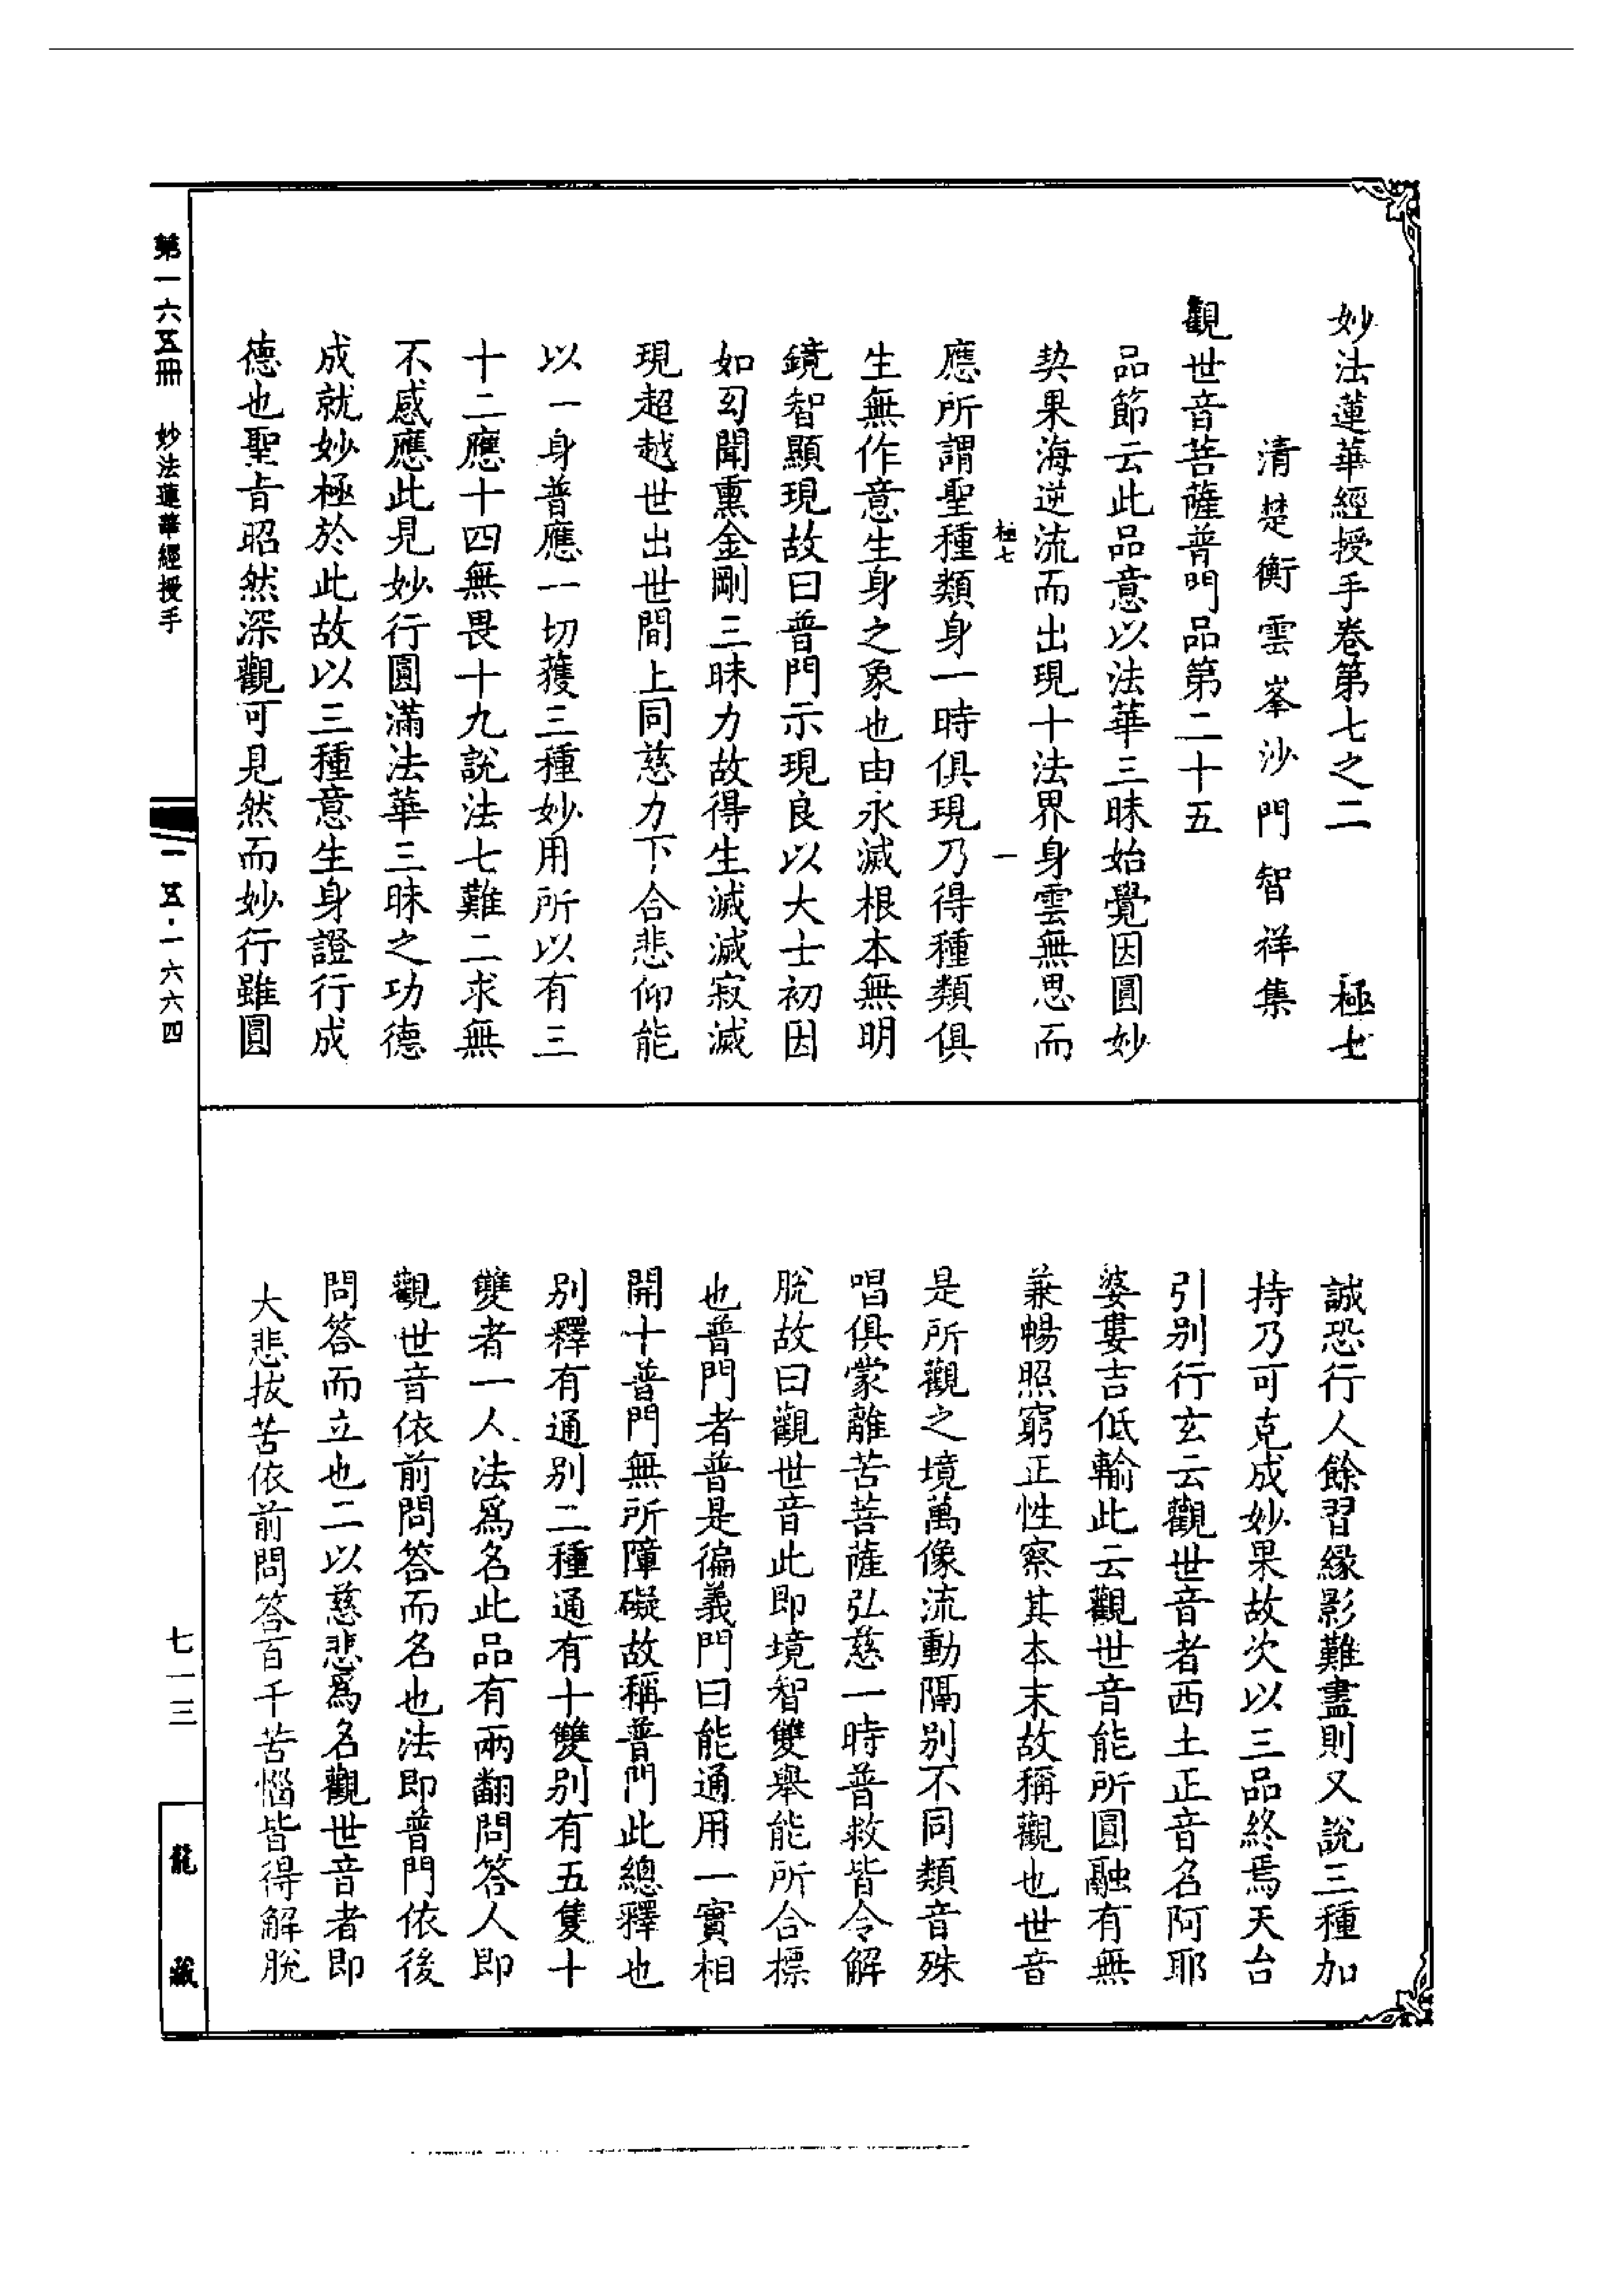 妙法蓮華經授手卷第七之二　極七
清楚衡雲峯沙門智祥集
觀世音菩薩普門品第二十五
品節云此品意以法華三昧始覺因圓妙
契果海逆流而出現十法界身雲無思而
極七　一
應所謂聖種類身一時俱現乃得種類俱
生無作意生身之象也由永滅根本無明
鏡智顯現故曰普門示現良以大士初因
如幻聞熏金剛三昧力故得生滅滅寂滅
現超越世出世間上同慈力下合悲仰能
以一身普應一切獲三種妙用所以有三
十二應十四無畏十九說法七難二求無
不感應此見妙行圓滿法華三昧之功德
成就妙極於此故以三種意生身證行成
德也聖旨昭然深觀可見然而妙行雖圓
誠恐行人餘習緣影難盡則又說三種加
持乃可克成妙果故次以三品終焉天台
引別行玄云觀世音者西土正音名阿耶
婆婁吉低輸此云觀世音能所圓融有無
兼暢照窮正性察其本末故稱觀也世音
是所觀之境萬像流動隔別不同類音殊
唱俱蒙離苦菩薩弘慈一時普救皆令解
脫故曰觀世音此即境智雙舉能所合標
也普門者普是徧義門曰能通用一實相
開十普門無所障礙故稱普門此總釋也
別釋有通別二種通有十雙別有五隻十
雙者一人法為名此品有兩翻問答人即
觀世音依前問答而名也法即普門依後
問答而立也二以慈悲為名觀世音者即
大悲拔苦依前問答百千苦惱皆得解脫
第一六五冊　妙法蓮華經授手
一五·一六六四
七一三
龍藏